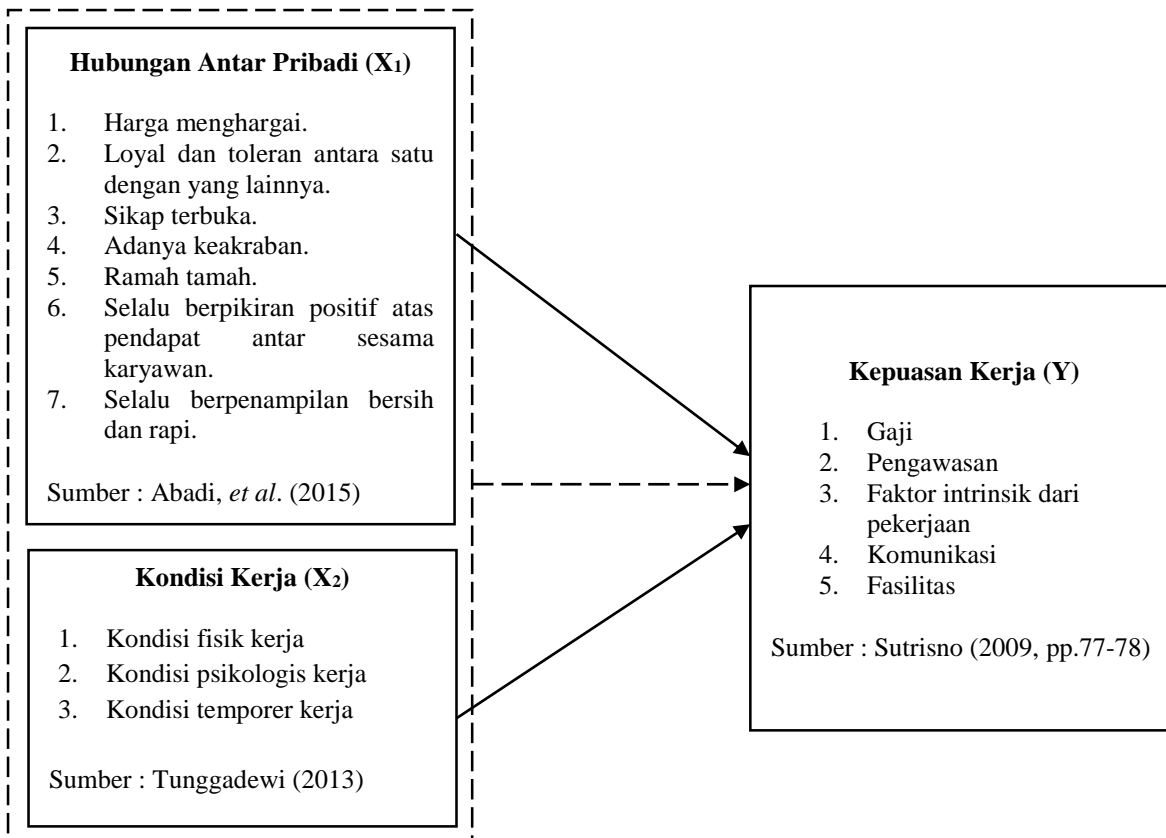 Hubungan Antar Pribadi (X1)
1. Harga menghargai.
2. Loyal dan toleran antara satu
dengan yang lainnya.
3. Sikap terbuka.
4. Adanya keakraban.
5. Ramah tamah.
6. Selalu berpikiran positif atas
pendapat antar sesama
karyawan.
7. Selalu berpenampilan bersih
dan rapi.
Sumber : Abadi, et al. (2015)
Kondisi Kerja (X2)
1. Kondisi fisik kerja
2. Kondisi psikologis kerja
3. Kondisi temporer kerja
Sumber : Tunggadewi (2013)
Kepuasan Kerja (Y)
1. Gaji
2. Pengawasan
3. Faktor intrinsik dari
pekerjaan
4. Komunikasi
5. Fasilitas
Sumber : Sutrisno (2009, pp.77-78)